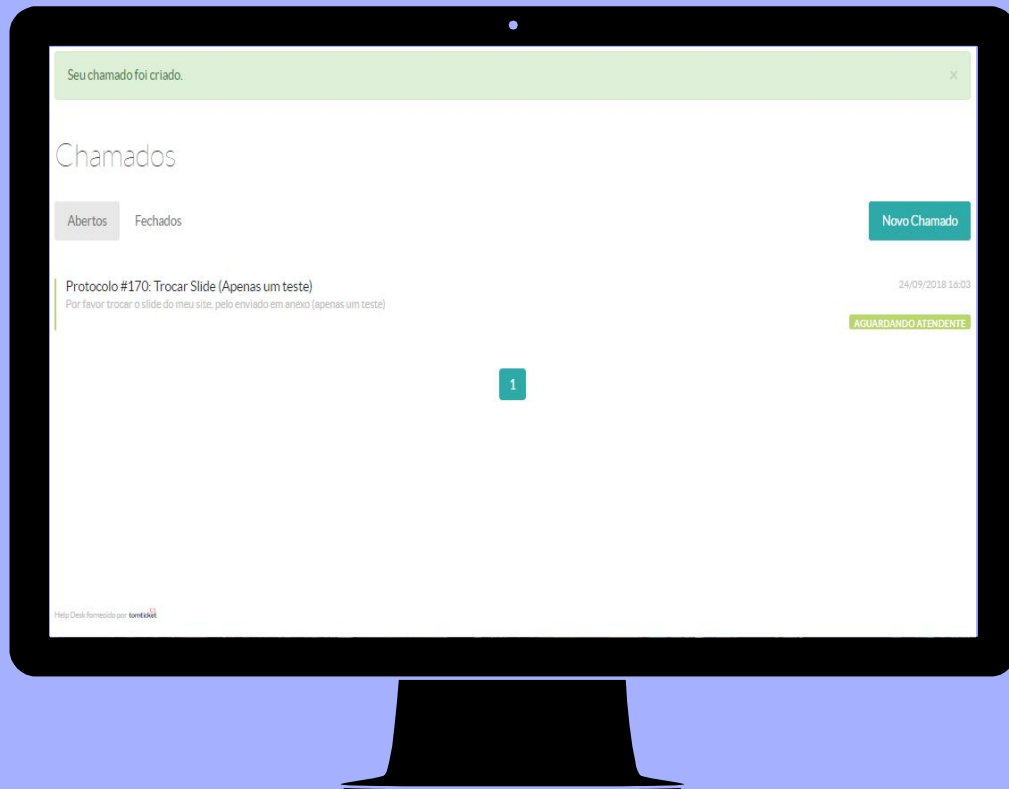 Seu chamado foi criado.
x
Chamados
Abertos Fechados
Novo Chamado
Protocolo #170: Trocar Slide (Apenas um teste)
24/09/2018 16:03
Por favor trocar o slide do meu site, pelo enviado em anexo (apenas um teste)
AGUARDANDO ATENDENTE
1
Help Desk fornecido por tomticket